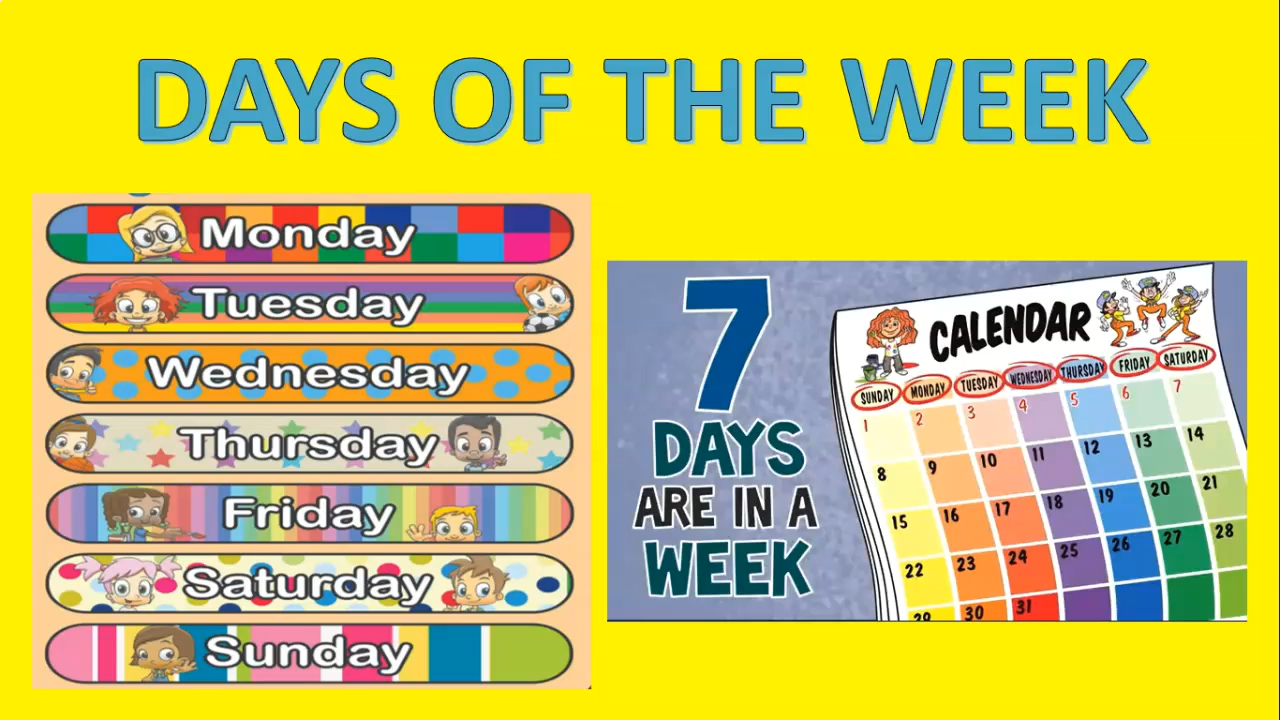 DAYS OF THE WEEK
Monday
Tuesday
Wednesday
Thursday
Friday
Saturday
Sunday
7
DAYS
ARE IN A
WEEK
CALENDAR
SUNDAY MONDAY TUESDAY WEDNESDAY THURSDAY FRIDAY SATURDAY
1 2 3 4 5 6 7
8 9 10 11 12 13 14
15 16 17 18 19 20 21
22 23 24 25 26 27 28
29 30 31